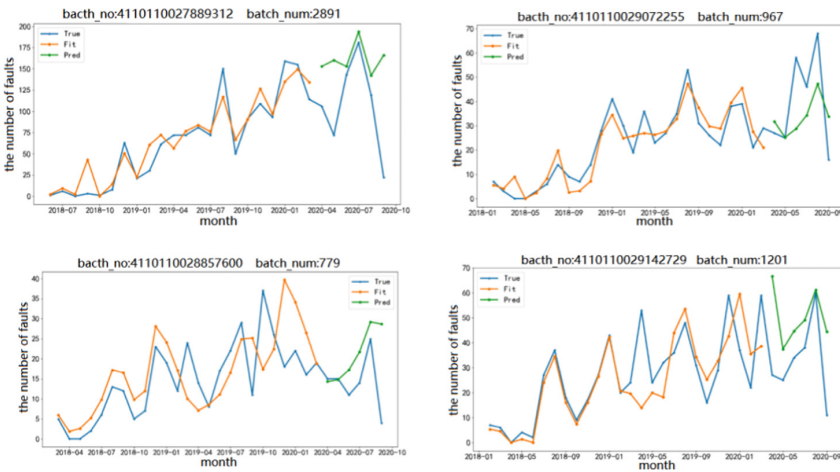 bacth_no:4110110027889312 batch_num:2891
200
175
150
125
100
75
50
25
0
the number of faults
True
Fit
Pred
2018-07 2018-10 2019-01 2019-04 2019-07 2019-10 2020-01 2020-04 2020-07 2020-10
month
bacth_no:4110110029072255 batch_num:967
70
60
50
40
30
20
10
0
the number of faults
True
Fit
Pred
2018-01 2018-05 2018-09 2019-01 2019-05 2019-09 2020-01 2020-05 2020-09
month
bacth_no:4110110028857600 batch_num:779
40
35
30
25
20
15
10
5
0
the number of faults
True
Fit
Pred
2018-04 2018-07 2018-10 2019-01 2019-04 2019-07 2019-10 2020-01 2020-04 2020-07 2020-10
month
bacth_no:4110110029142729 batch_num:1201
70
60
50
40
30
20
10
0
the number of faults
True
Fit
Pred
2018-01 2018-05 2018-09 2019-01 2019-05 2019-09 2020-01 2020-05 2020-09
month